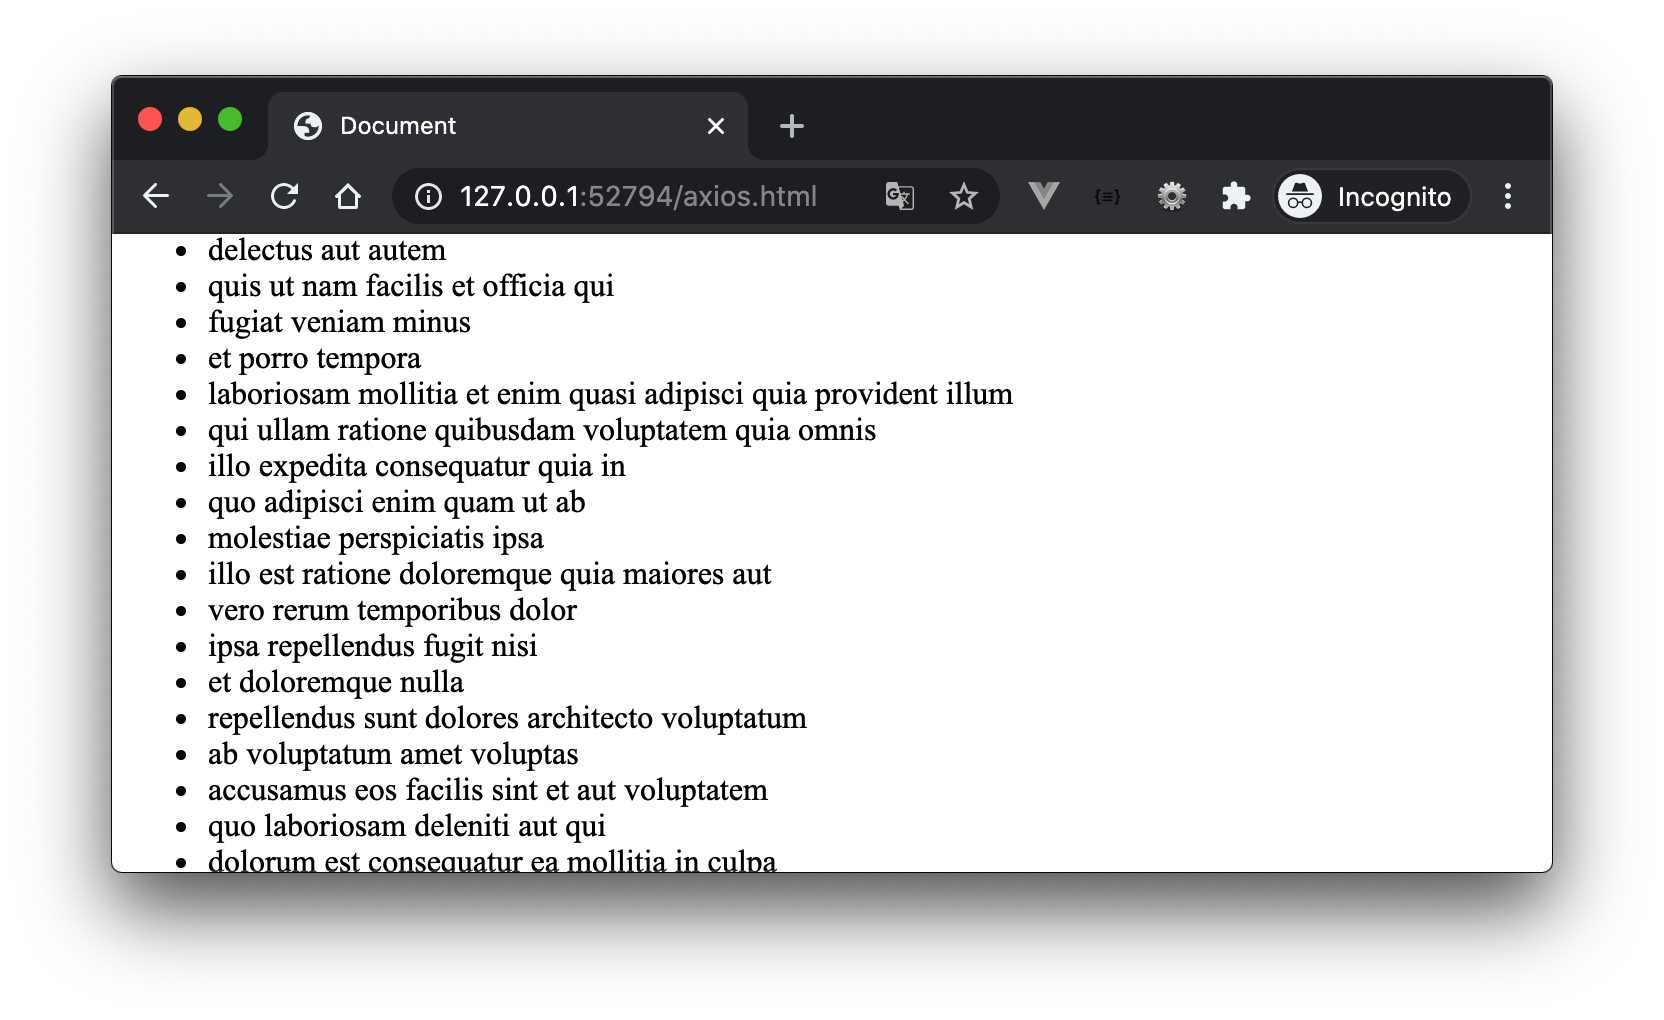 Document
127.0.0.1:52794/axios.html
Incognito
delectus aut autem
quis ut nam facilis et officia qui
fugiat veniam minus
et porro tempora
laboriosam mollitia et enim quasi adipisci quia provident illum
qui ullam ratione quibusdam voluptatem quia omnis
illo expedita consequatur quia in
quo adipisci enim quam ut ab
molestiae perspiciatis ipsa
illo est ratione doloremque quia maiores aut
vero rerum temporibus dolor
ipsa repellendus fugit nisi
et doloremque nulla
repellendus sunt dolores architecto voluptatum
ab voluptatum amet voluptas
accusamus eos facilis sint et aut voluptatem
quo laboriosam deleniti aut qui
dolorum est consequatur ea mollitia in culpa